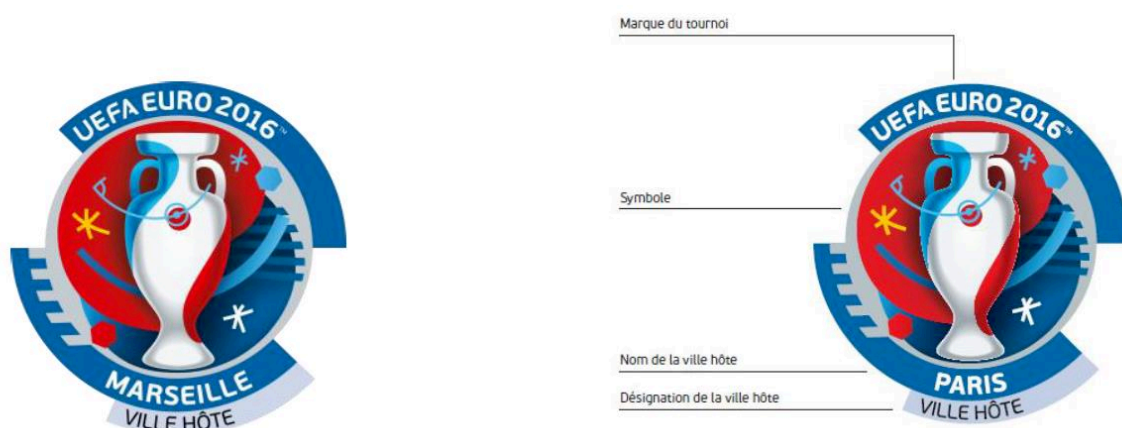 UEFA EURO 2016™
MARSEILLE
VILLE HÔTE
Marque du tournoi
UEFA EURO 2016™
Symbole
Nom de la ville hôte
PARIS
Désignation de la ville hôte
VILLE HÔTE